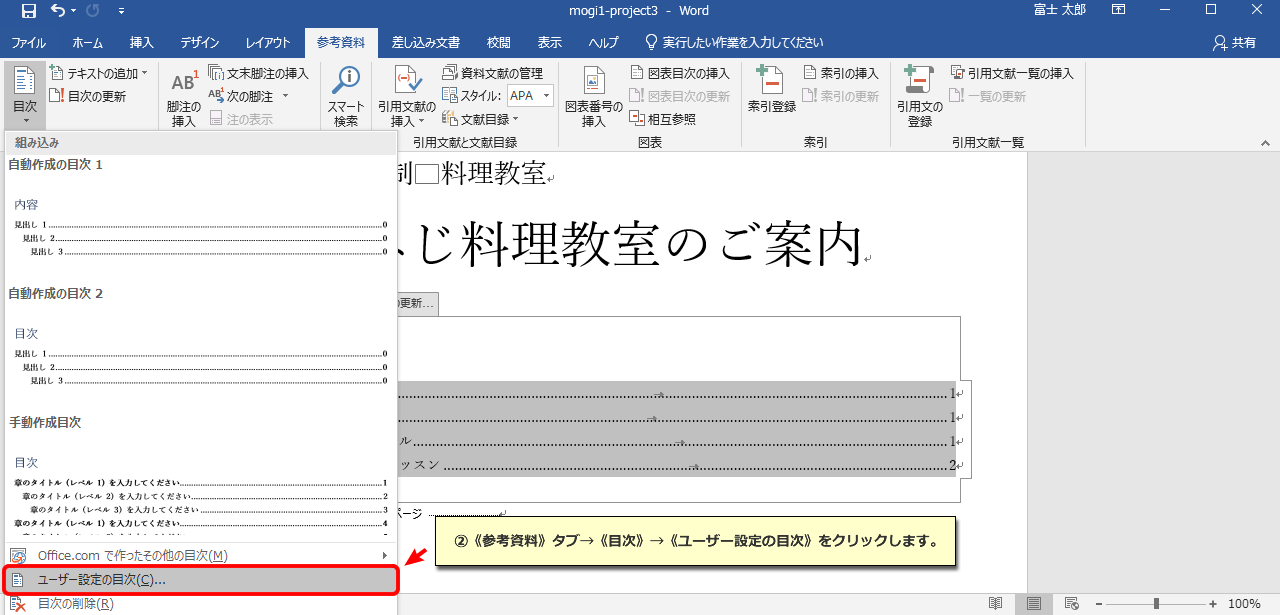 mogi1-project3 - Word
富士 太郎
ファイル ホーム 挿入 デザイン レイアウト 参考資料 差し込み文書 校閲 表示 ヘルプ 実行したい作業を入力してください 共有
目次
テキストの追加
目次の更新
AB1
脚注の
挿入
文末脚注の挿入
次の脚注
注の表示
スマート
検索
引用文献の
挿入
資料文献の管理
スタイル: APA
文献目録
引用文献と文献目録
図表番号の
挿入
図表目次の挿入
図表目次の更新
相互参照
図表
索引登録
索引の挿入
索引の更新
索引
引用文の
登録
引用文献一覧の挿入
一覧の更新
引用文献一覧
組み込み
自動作成の目次 1
内容
見出し 1 0
見出し 2 0
見出し 3 0
自動作成の目次 2
目次
見出し 1 0
見出し 2 0
見出し 3 0
手動作成目次
目次
章のタイトル (レベル 1) を入力してください 1
章のタイトル (レベル 2) を入力してください 2
章のタイトル (レベル 3) を入力してください 3
章のタイトル (レベル 1) を入力してください 4
Office.com で作ったその他の目次(M)
ユーザー設定の目次(C)...
目次の削除(R)
制□料理教室
じ料理教室のご案内
の更新...
1
1
ル 1
ッスン 2
ページ
②《参考資料》タブ→《目次》→《ユーザー設定の目次》をクリックします。
100%